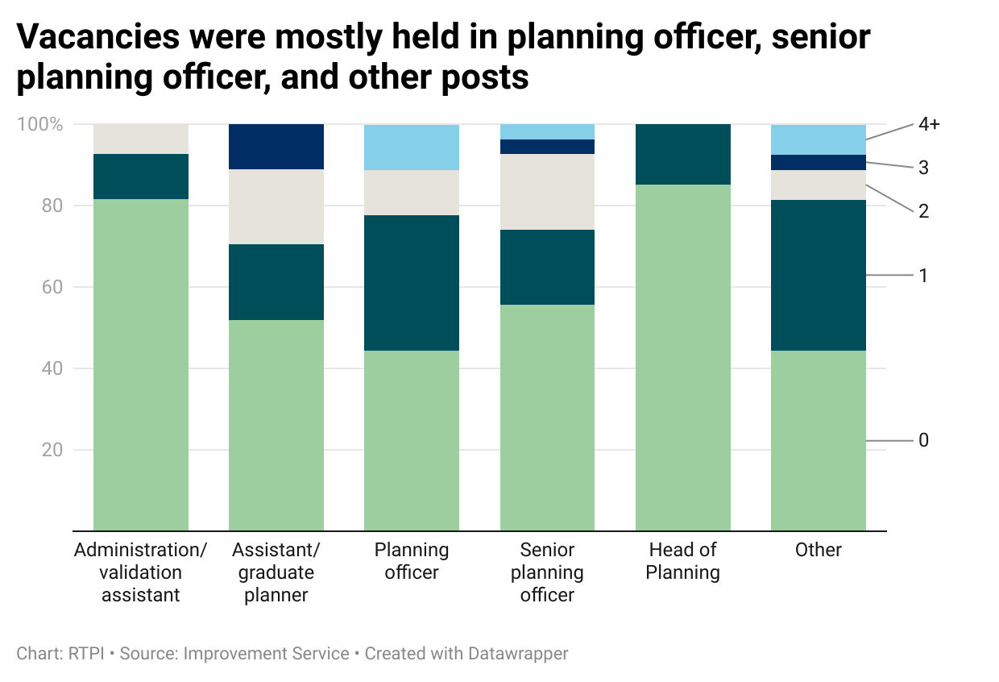 Vacancies were mostly held in planning officer, senior
planning officer, and other posts
100%
80
60
40
20
4+
3
2
1
0
Administration/
validation
assistant
Assistant/
graduate
planner
Planning
officer
Senior
planning
officer
Head of
Planning
Other
Chart: RTPI • Source: Improvement Service • Created with Datawrapper